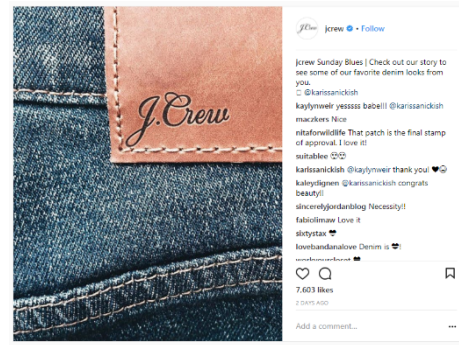 J.Crew
jcrew • Follow
jcrew Sunday Blues | Check out our story to
see some of our favorite denim looks from
you.
@karissanickish
kaylynweir yesssss babe!!! @karissanickish
maczkers Nice
nitaforwildlife That patch is the final stamp
of approval. I love it!
suitablee 😍😍
karissanickish @kaylynweir thank you!
kaleydignen @karissanickish congrats
beauty!!
sincerelyjordanblog Necessity!!
fabiolimaw Love it
sixtystax
lovebandanalove Denim is !
7,603 likes
2 DAYS AGO
Add a comment...